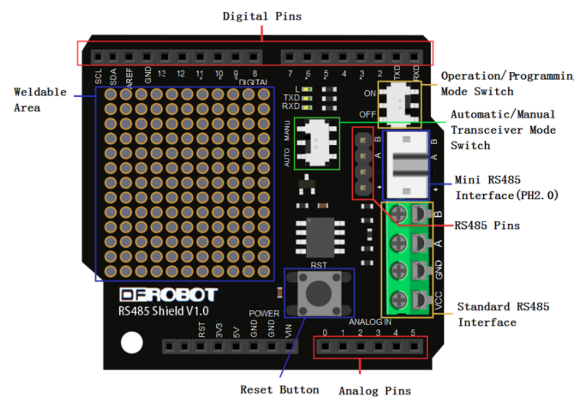 Digital Pins
SCL
SDA
AREF
GND
12
12
11
10
9
8
7
6
5
4
3
2
TXD
RXD
DIGITAL
Weldable
Area
L
TXD
RXD
ON
OFF
Operation/Programming
Mode Switch
MANU
AUTO
Automatic/Manual
Transceiver Mode
Switch
B
A
B
A
Mini RS485
Interface(PH2.0)
RS485 Pins
RST
B
A
GND
VCC
Standard RS485
Interface
DFROBOT
RS485 Shield V1.0
POWER
RST
3V3
5V
GND
GND
VIN
ANALOG IN
0 1 2 3 4 5
Reset Button
Analog Pins